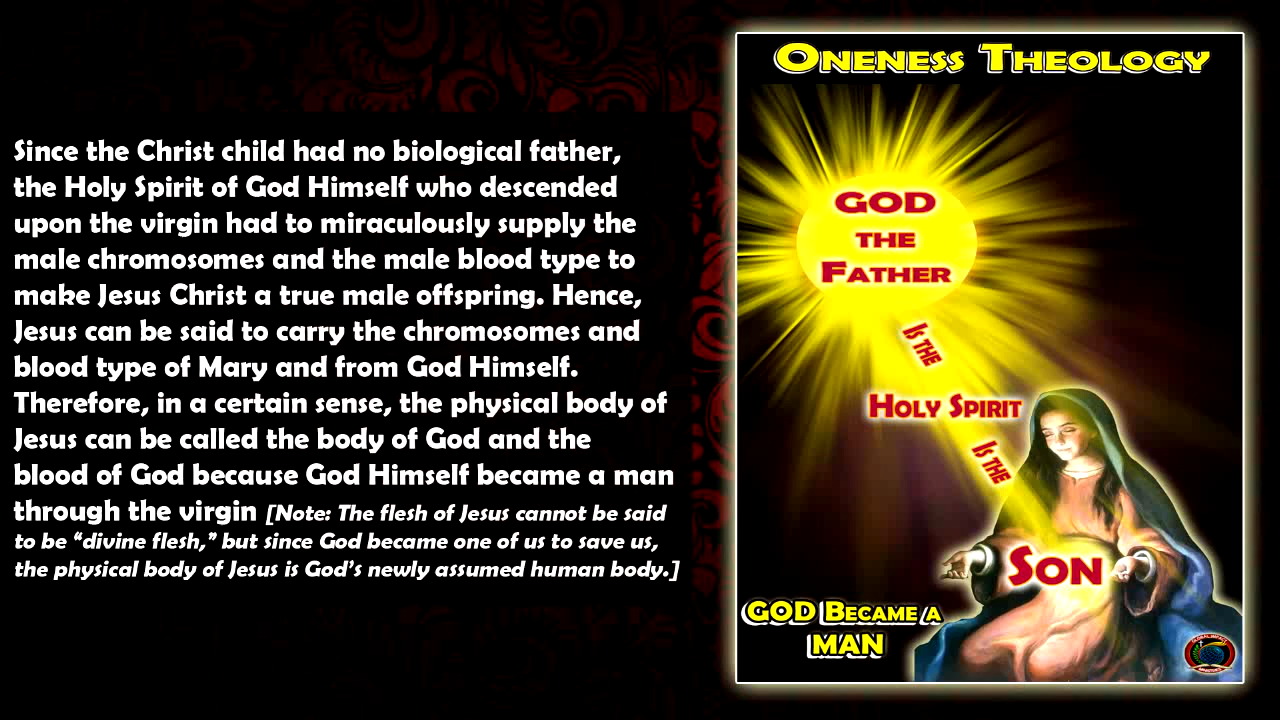 Since the Christ child had no biological father,
the Holy Spirit of God Himself who descended
upon the virgin had to miraculously supply the
male chromosomes and the male blood type to
make Jesus Christ a true male offspring. Hence,
Jesus can be said to carry the chromosomes and
blood type of Mary and from God Himself.
Therefore, in a certain sense, the physical body of
Jesus can be called the body of God and the
blood of God because God Himself became a man
through the virgin [Note: The flesh of Jesus cannot be said
to be “divine flesh,” but since God became one of us to save us,
the physical body of Jesus is God’s newly assumed human body.]
Oneness Theology
GOD
THE
Father
Is the
Holy Spirit
Is the
Son
GOD Became a
MAN